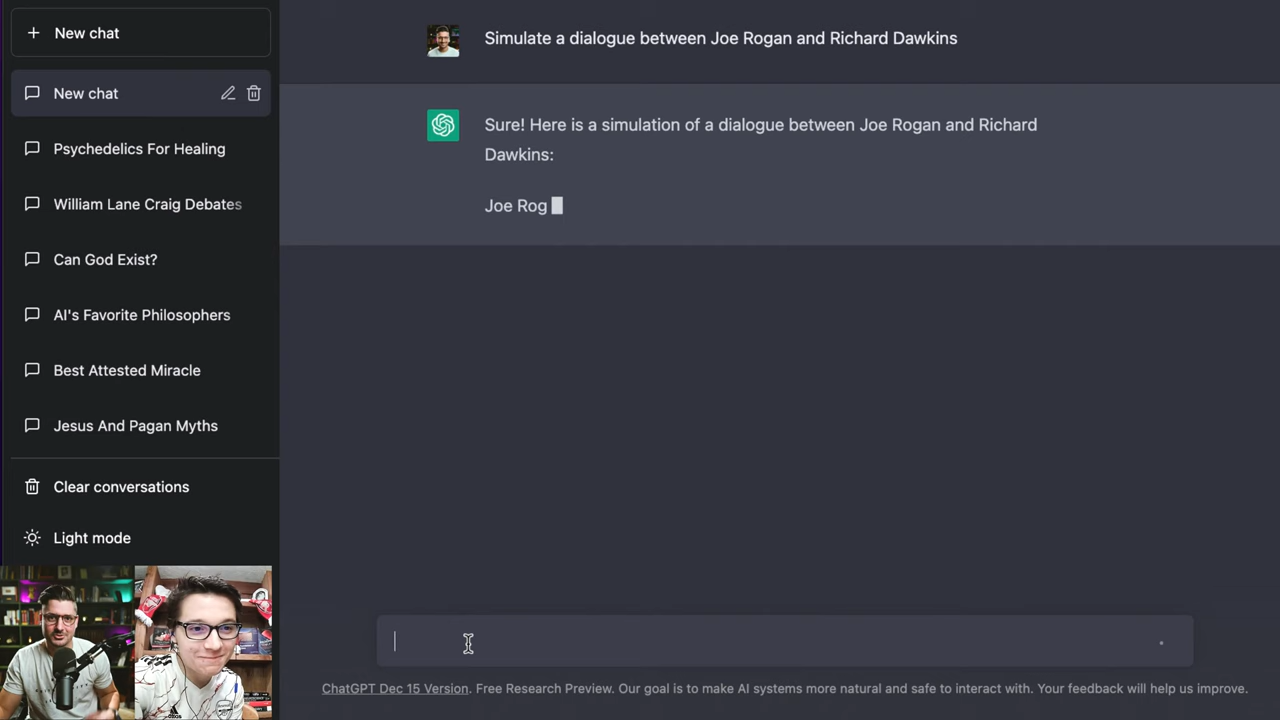 New chat
New chat
Psychedelics For Healing
William Lane Craig Debates
Can God Exist?
AI's Favorite Philosophers
Best Attested Miracle
Jesus And Pagan Myths
Clear conversations
Light mode
Simulate a dialogue between Joe Rogan and Richard Dawkins
Sure! Here is a simulation of a dialogue between Joe Rogan and Richard
Dawkins:
Joe Rog
ChatGPT Dec 15 Version. Free Research Preview. Our goal is to make AI systems more natural and safe to interact with. Your feedback will help us improve.